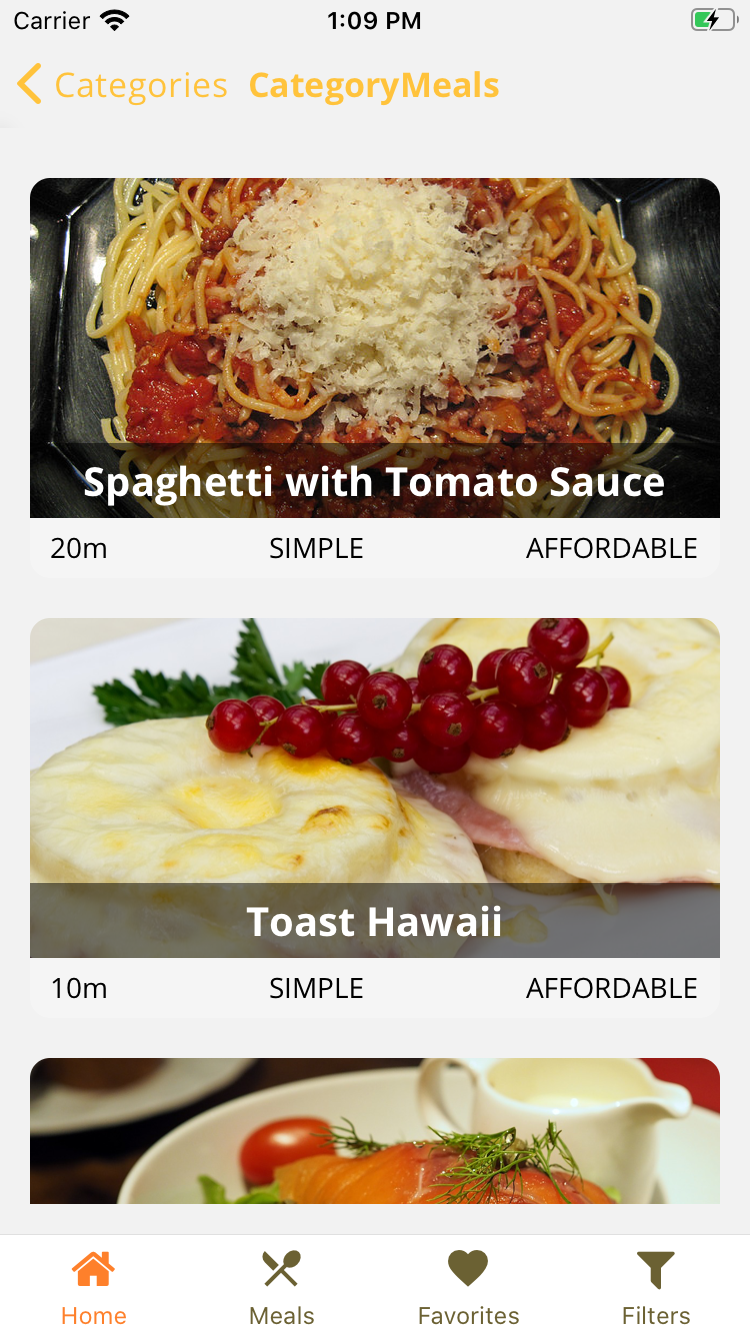 Carrier 1:09 PM
Categories CategoryMeals
Spaghetti with Tomato Sauce
20m SIMPLE AFFORDABLE
Toast Hawaii
10m SIMPLE AFFORDABLE
Home Meals Favorites Filters